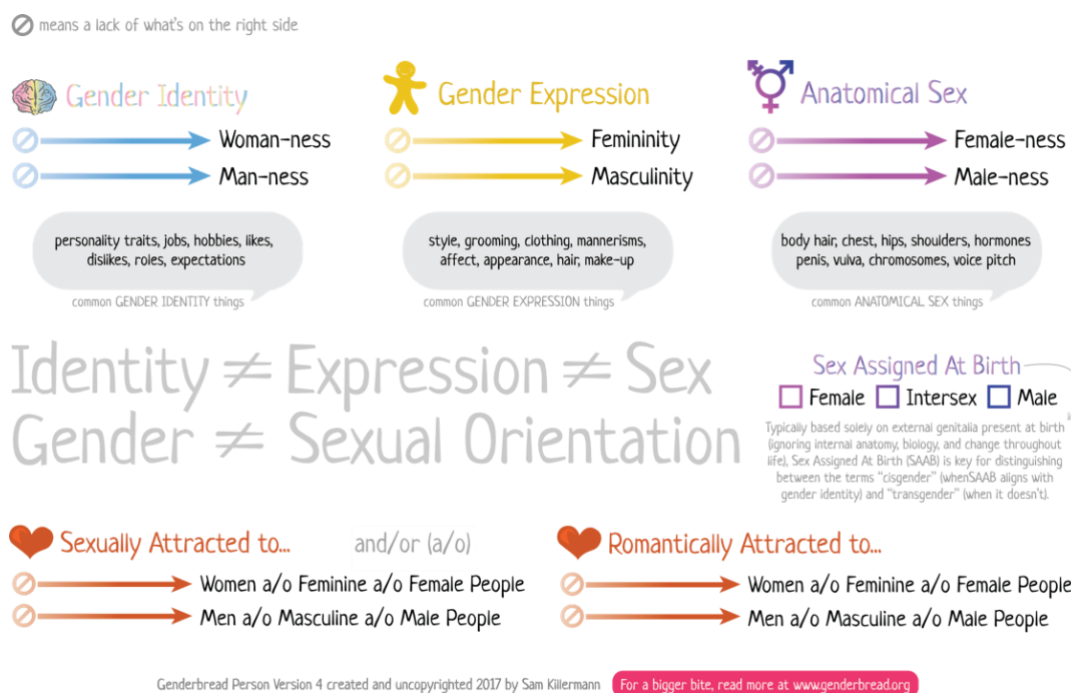 means a lack of what's on the right side
Gender Identity
Woman-ness
Man-ness
personality traits, jobs, hobbies, likes,
dislikes, roles, expectations
common GENDER IDENTITY things
Gender Expression
Femininity
Masculinity
style, grooming, clothing, mannerisms,
affect, appearance, hair, make-up
common GENDER EXPRESSION things
Anatomical Sex
Female-ness
Male-ness
body hair, chest, hips, shoulders, hormones
penis, vulva, chromosomes, voice pitch
common ANATOMICAL SEX things
Identity ≠ Expression ≠ Sex
Gender ≠ Sexual Orientation
Sex Assigned At Birth
Female Intersex Male
Typically based solely on external genitalia present at birth
(ignoring internal anatomy, biology, and change throughout
life), Sex Assigned At Birth (SAAB) is key for distinguishing
between the terms "cisgender" (whenSAAB aligns with
gender identity) and "transgender" (when it doesn't).
Sexually Attracted to... and/or (a/o)
Women a/o Feminine a/o Female People
Men a/o Masculine a/o Male People
Romantically Attracted to...
Women a/o Feminine a/o Female People
Men a/o Masculine a/o Male People
Genderbread Person Version 4 created and uncopyrighted 2017 by Sam Killermann
For a bigger bite, read more at www.genderbread.org